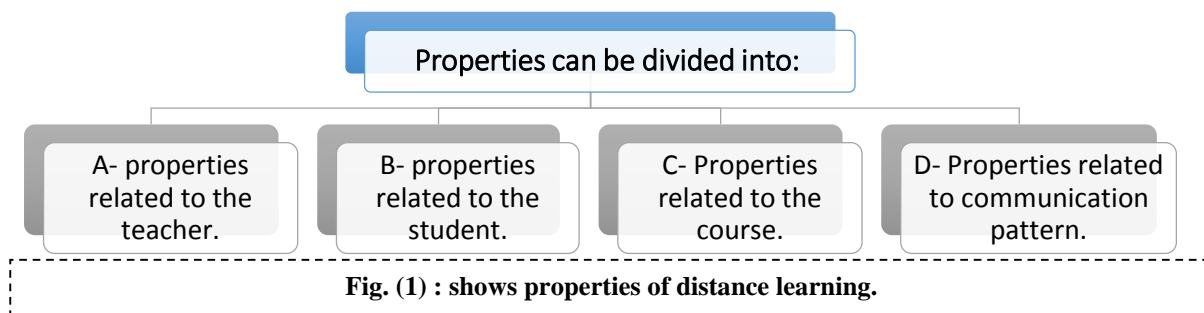 Properties can be divided into:
A- properties
related to the
teacher.
B- properties
related to the
student.
C- Properties
related to the
course.
D- Properties related
to communication
pattern.
Fig. (1) : shows properties of distance learning.